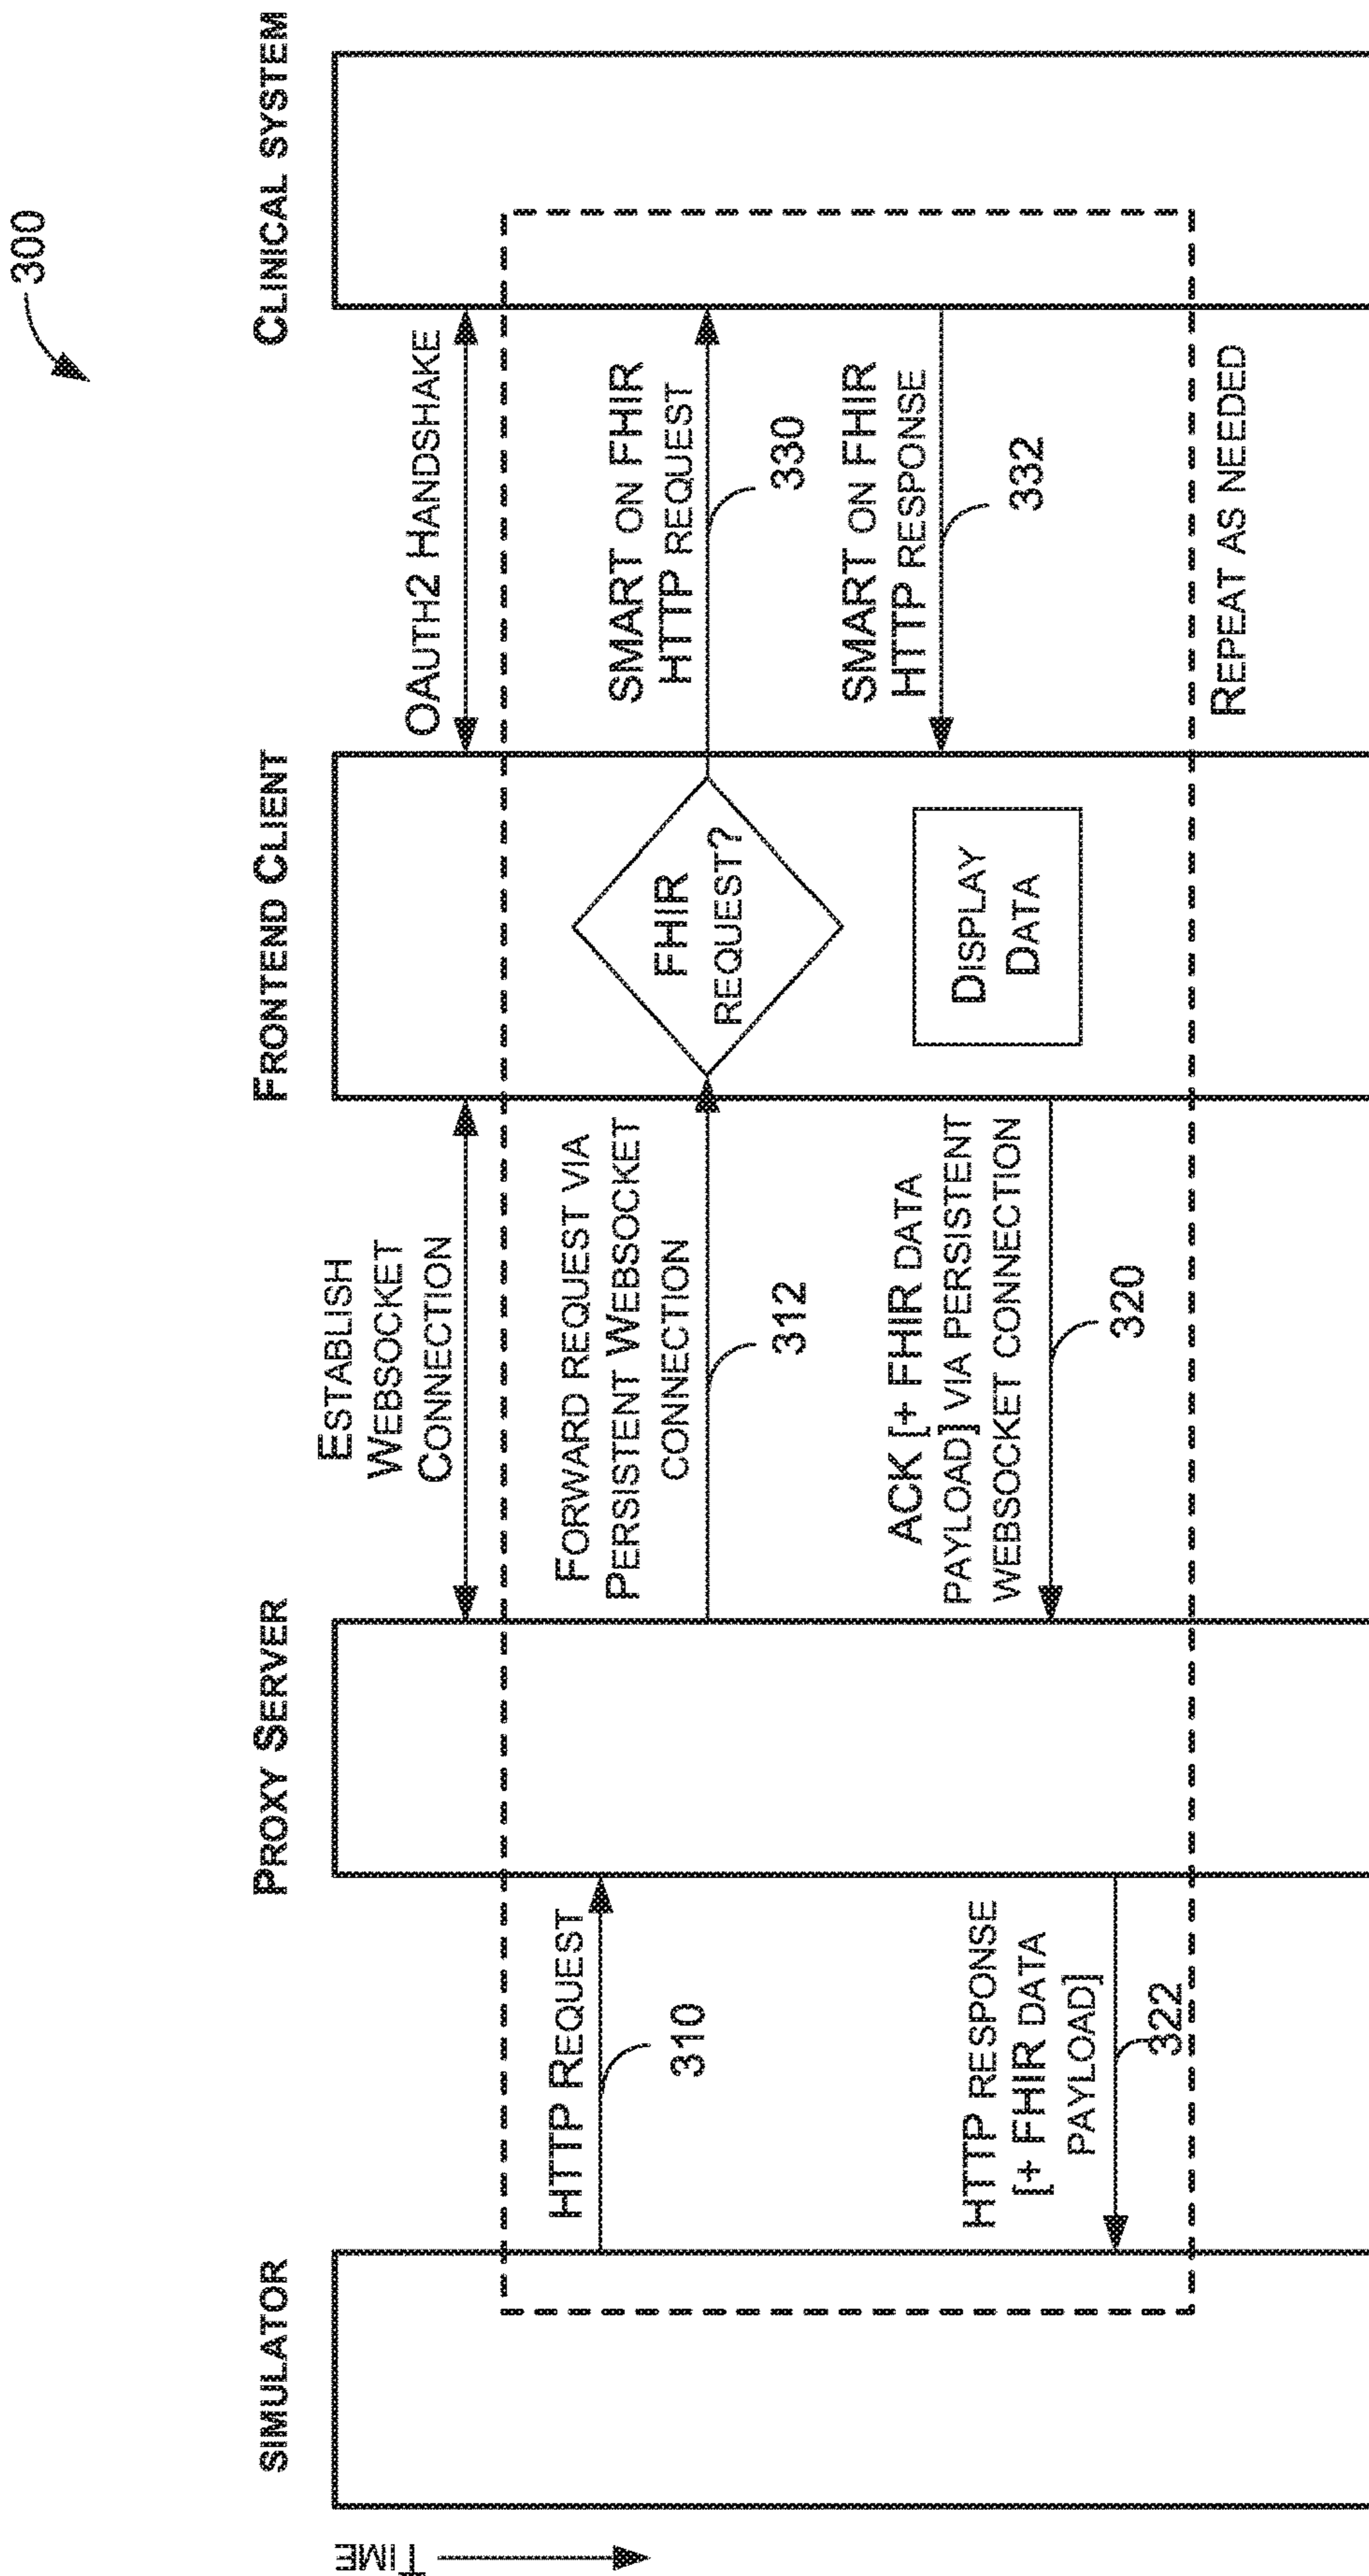 300
SIMULATOR
PROXY SERVER
FRONTEND CLIENT
CLINICAL SYSTEM
TIME
ESTABLISH
WEBSOCKET
CONNECTION
OAUTH2 HANDSHAKE
HTTP REQUEST
310
FORWARD REQUEST VIA
PERSISTENT WEBSOCKET
CONNECTION
312
FHIR
REQUEST?
SMART ON FHIR
HTTP REQUEST
330
SMART ON FHIR
HTTP RESPONSE
332
DISPLAY
DATA
ACK [+ FHIR DATA
PAYLOAD] VIA PERSISTENT
WEBSOCKET CONNECTION
320
HTTP RESPONSE
[+ FHIR DATA
PAYLOAD]
322
REPEAT AS NEEDED